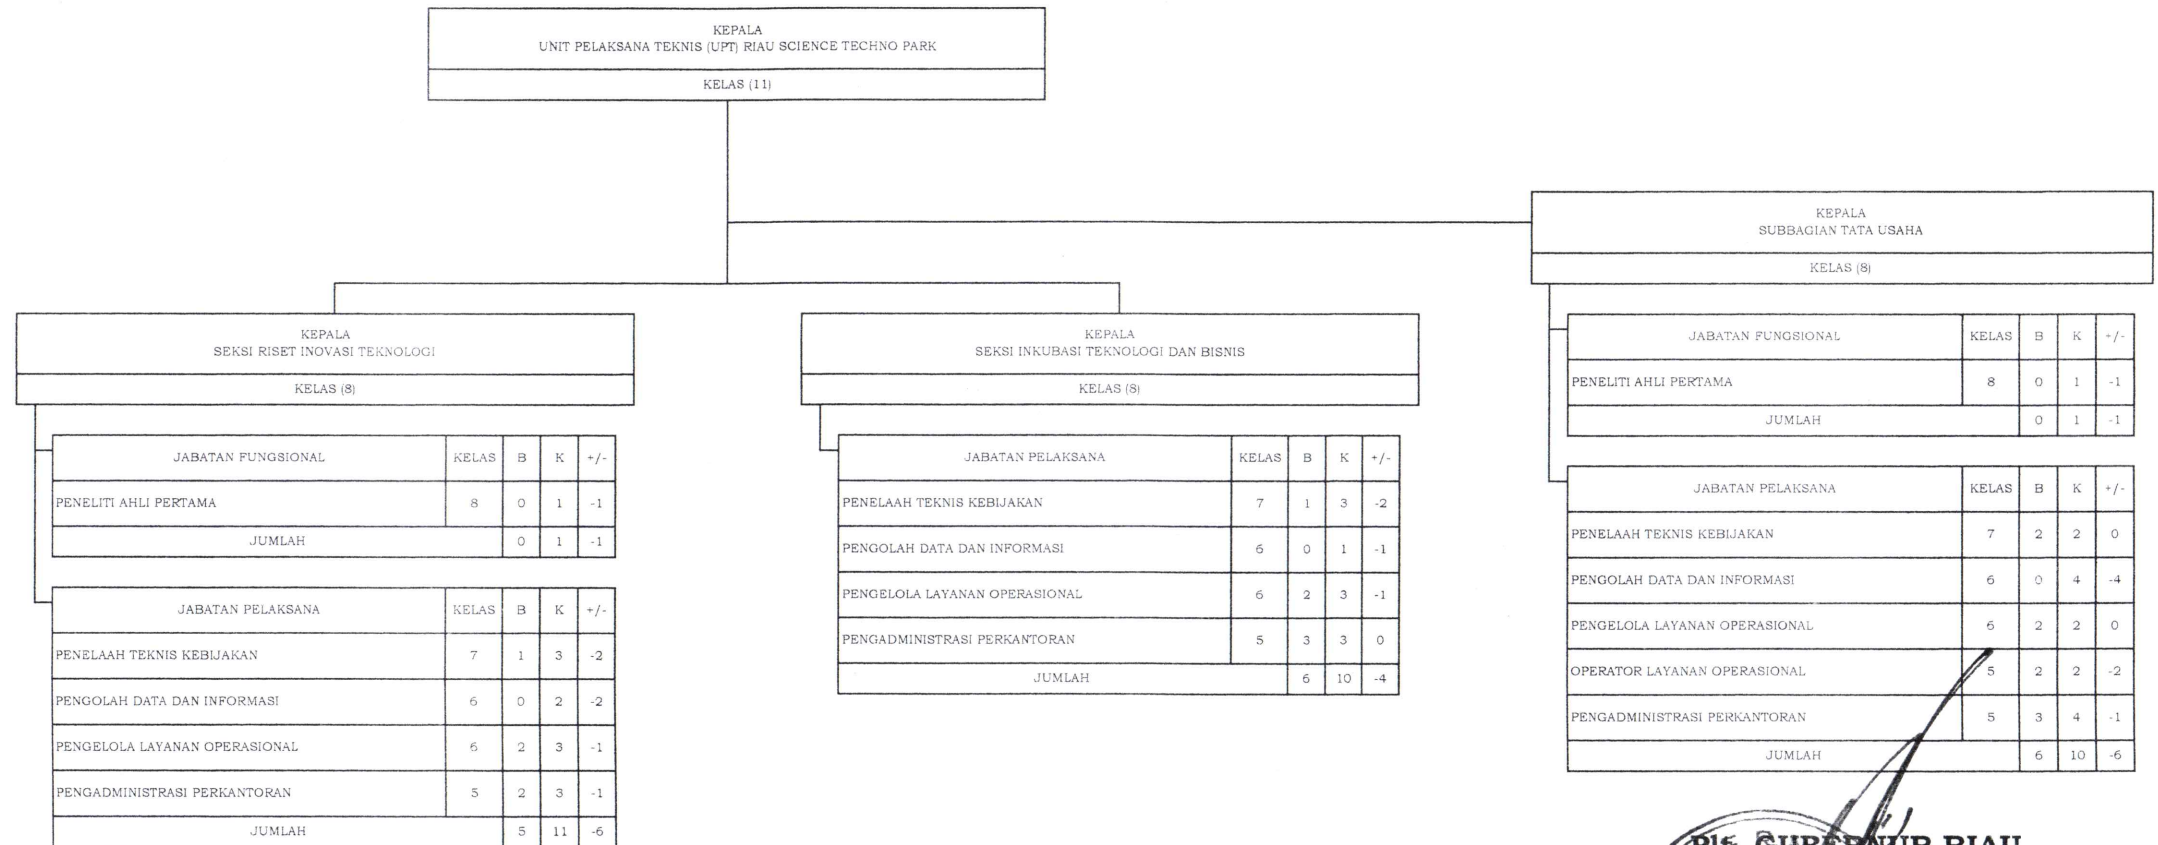 KEPALA
UNIT PELAKSANA TEKNIS (UPT) RIAU SCIENCE TECHNO PARK
KELAS (11)
KEPALA
SUBBAGIAN TATA USAHA
KELAS (8)
KEPALA
SEKSI RISET INOVASI TEKNOLOGI
KELAS (8)
KEPALA
SEKSI INKUBASI TEKNOLOGI DAN BISNIS
KELAS (8)
JABATAN FUNGSIONAL KELAS B K +/-
PENELITI AHLI PERTAMA 8 0 1 -1
JUMLAH 0 1 -1
JABATAN PELAKSANA KELAS B K +/-
PENELAAH TEKNIS KEBIJAKAN 7 1 3 -2
PENGOLAH DATA DAN INFORMASI 6 0 2 -2
PENGELOLA LAYANAN OPERASIONAL 6 2 3 -1
PENGADMINISTRASI PERKANTORAN 5 2 3 -1
JUMLAH 5 11 -6
JABATAN PELAKSANA KELAS B K +/-
PENELAAH TEKNIS KEBIJAKAN 7 1 3 -2
PENGOLAH DATA DAN INFORMASI 6 0 1 -1
PENGELOLA LAYANAN OPERASIONAL 6 2 3 -1
PENGADMINISTRASI PERKANTORAN 5 3 3 0
JUMLAH 6 10 -4
JABATAN FUNGSIONAL KELAS B K +/-
PENELITI AHLI PERTAMA 8 0 1 -1
JUMLAH 0 1 -1
JABATAN PELAKSANA KELAS B K +/-
PENELAAH TEKNIS KEBIJAKAN 7 2 2 0
PENGOLAH DATA DAN INFORMASI 6 0 4 -4
PENGELOLA LAYANAN OPERASIONAL 6 2 2 0
OPERATOR LAYANAN OPERASIONAL 5 2 2 -2
PENGADMINISTRASI PERKANTORAN 5 3 4 -1
JUMLAH 6 10 -6
Plt. GUBERNUR RIAU